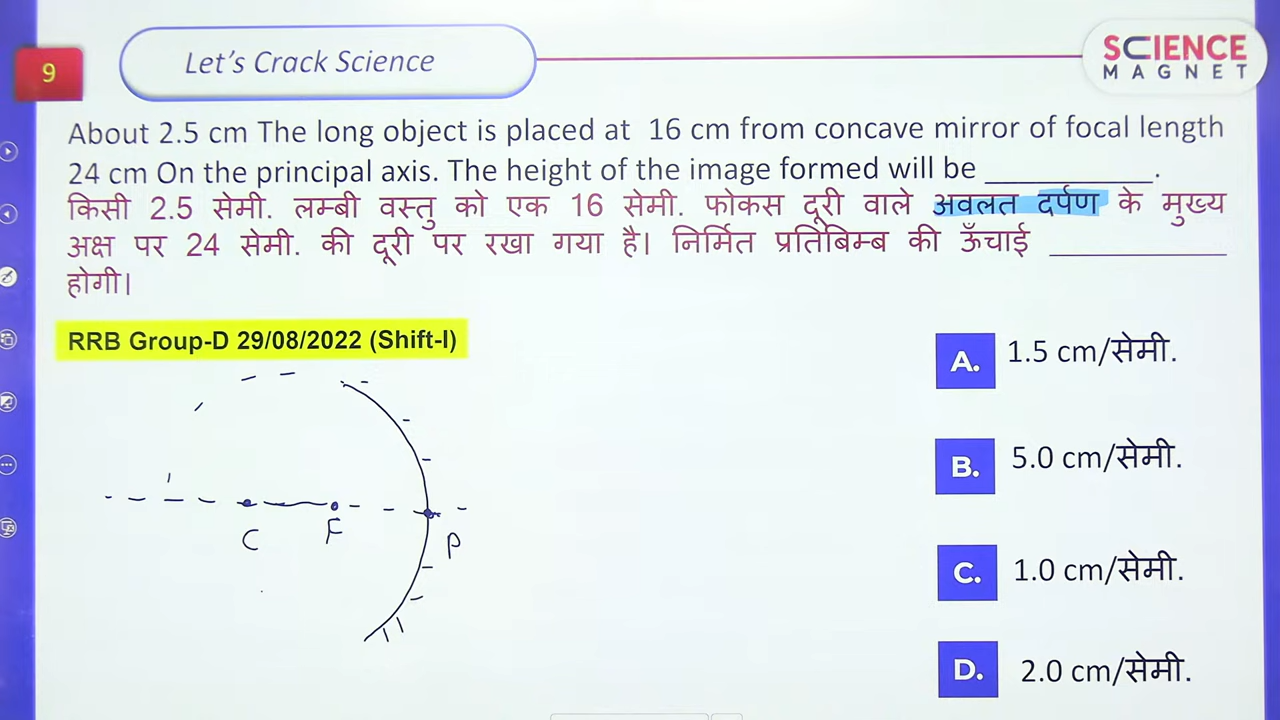 9
Let's Crack Science
SCIENCE
MAGNET
About 2.5 cm The long object is placed at 16 cm from concave mirror of focal length
24 cm On the principal axis. The height of the image formed will be __________.
किसी 2.5 सेमी. लम्बी वस्तु को एक 16 सेमी. फोकस दूरी वाले अवलत दर्पण के मुख्य
अक्ष पर 24 सेमी. की दूरी पर रखा गया है। निर्मित प्रतिबिम्ब की ऊँचाई __________
होगी।
RRB Group-D 29/08/2022 (Shift-I)
A. 1.5 cm/सेमी.
B. 5.0 cm/सेमी.
C. 1.0 cm/सेमी.
D. 2.0 cm/सेमी.
C F P